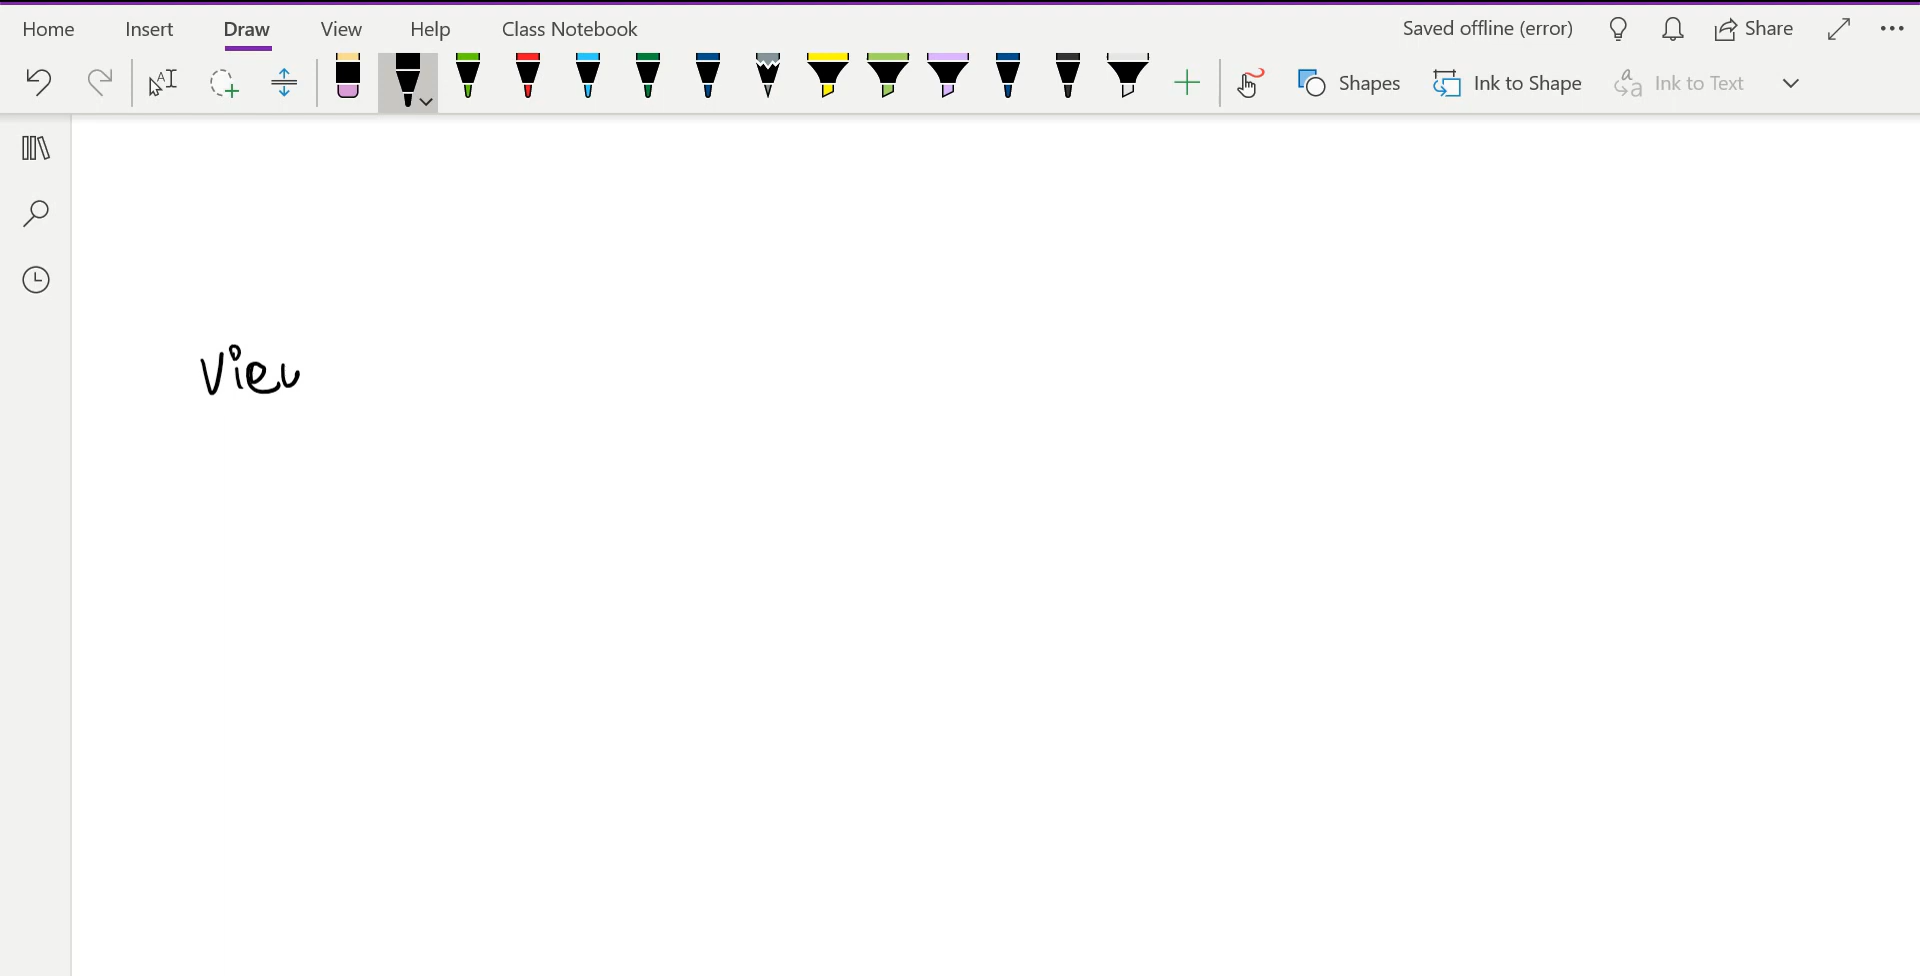 Home Insert Draw View Help Class Notebook Saved offline (error) Share
Shapes Ink to Shape Ink to Text
Vieu